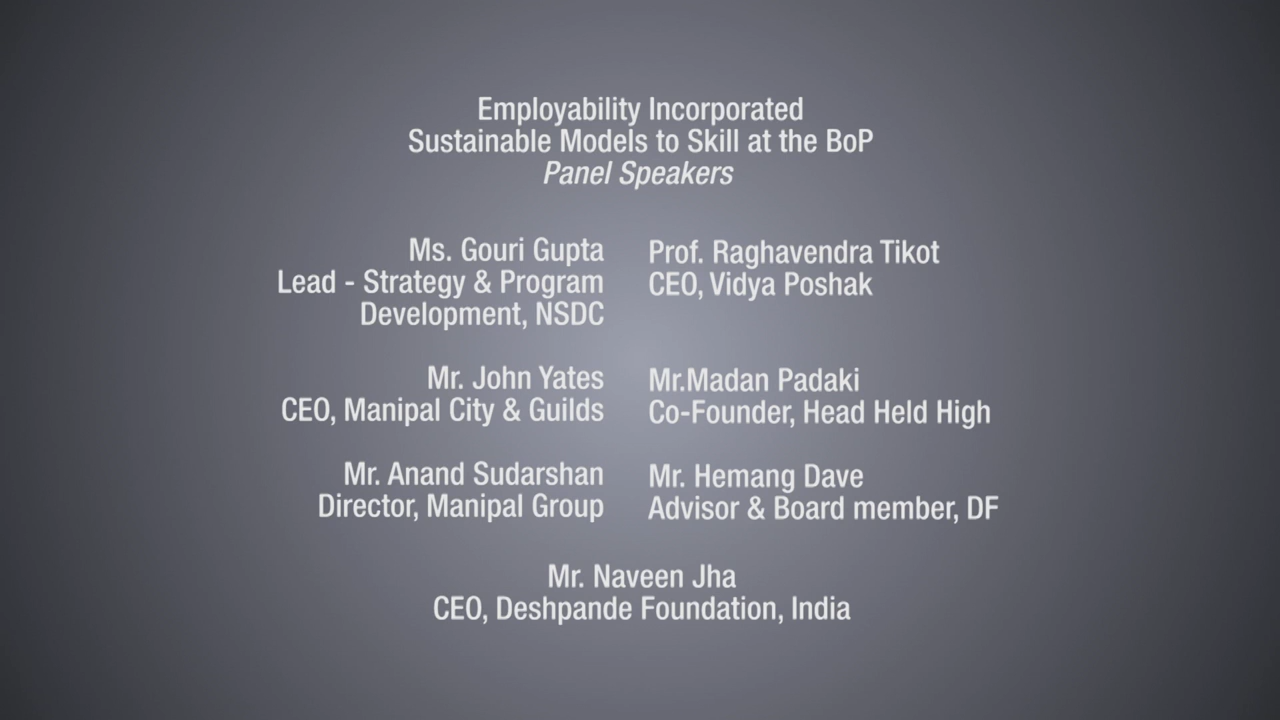 Employability Incorporated
Sustainable Models to Skill at the BoP
Panel Speakers
Ms. Gouri Gupta
Lead - Strategy & Program
Development, NSDC
Prof. Raghavendra Tikot
CEO, Vidya Poshak
Mr. John Yates
CEO, Manipal City & Guilds
Mr.Madan Padaki
Co-Founder, Head Held High
Mr. Anand Sudarshan
Director, Manipal Group
Mr. Hemang Dave
Advisor & Board member, DF
Mr. Naveen Jha
CEO, Deshpande Foundation, India